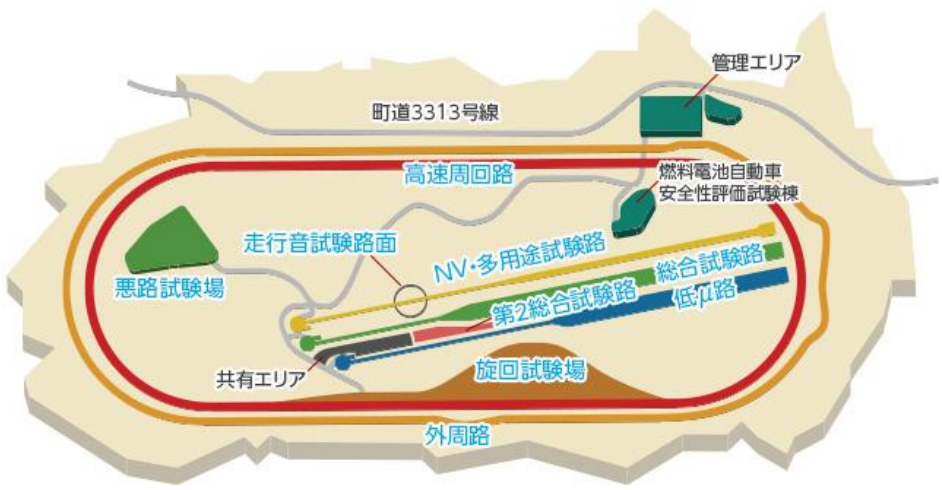 管理エリア
町道3313号線
高速周回路
燃料電池自動車
安全性評価試験棟
走行音試験路面
NV・多用途試験路
悪路試験場
総合試験路
第2総合試験路
低μ路
共有エリア
旋回試験場
外周路